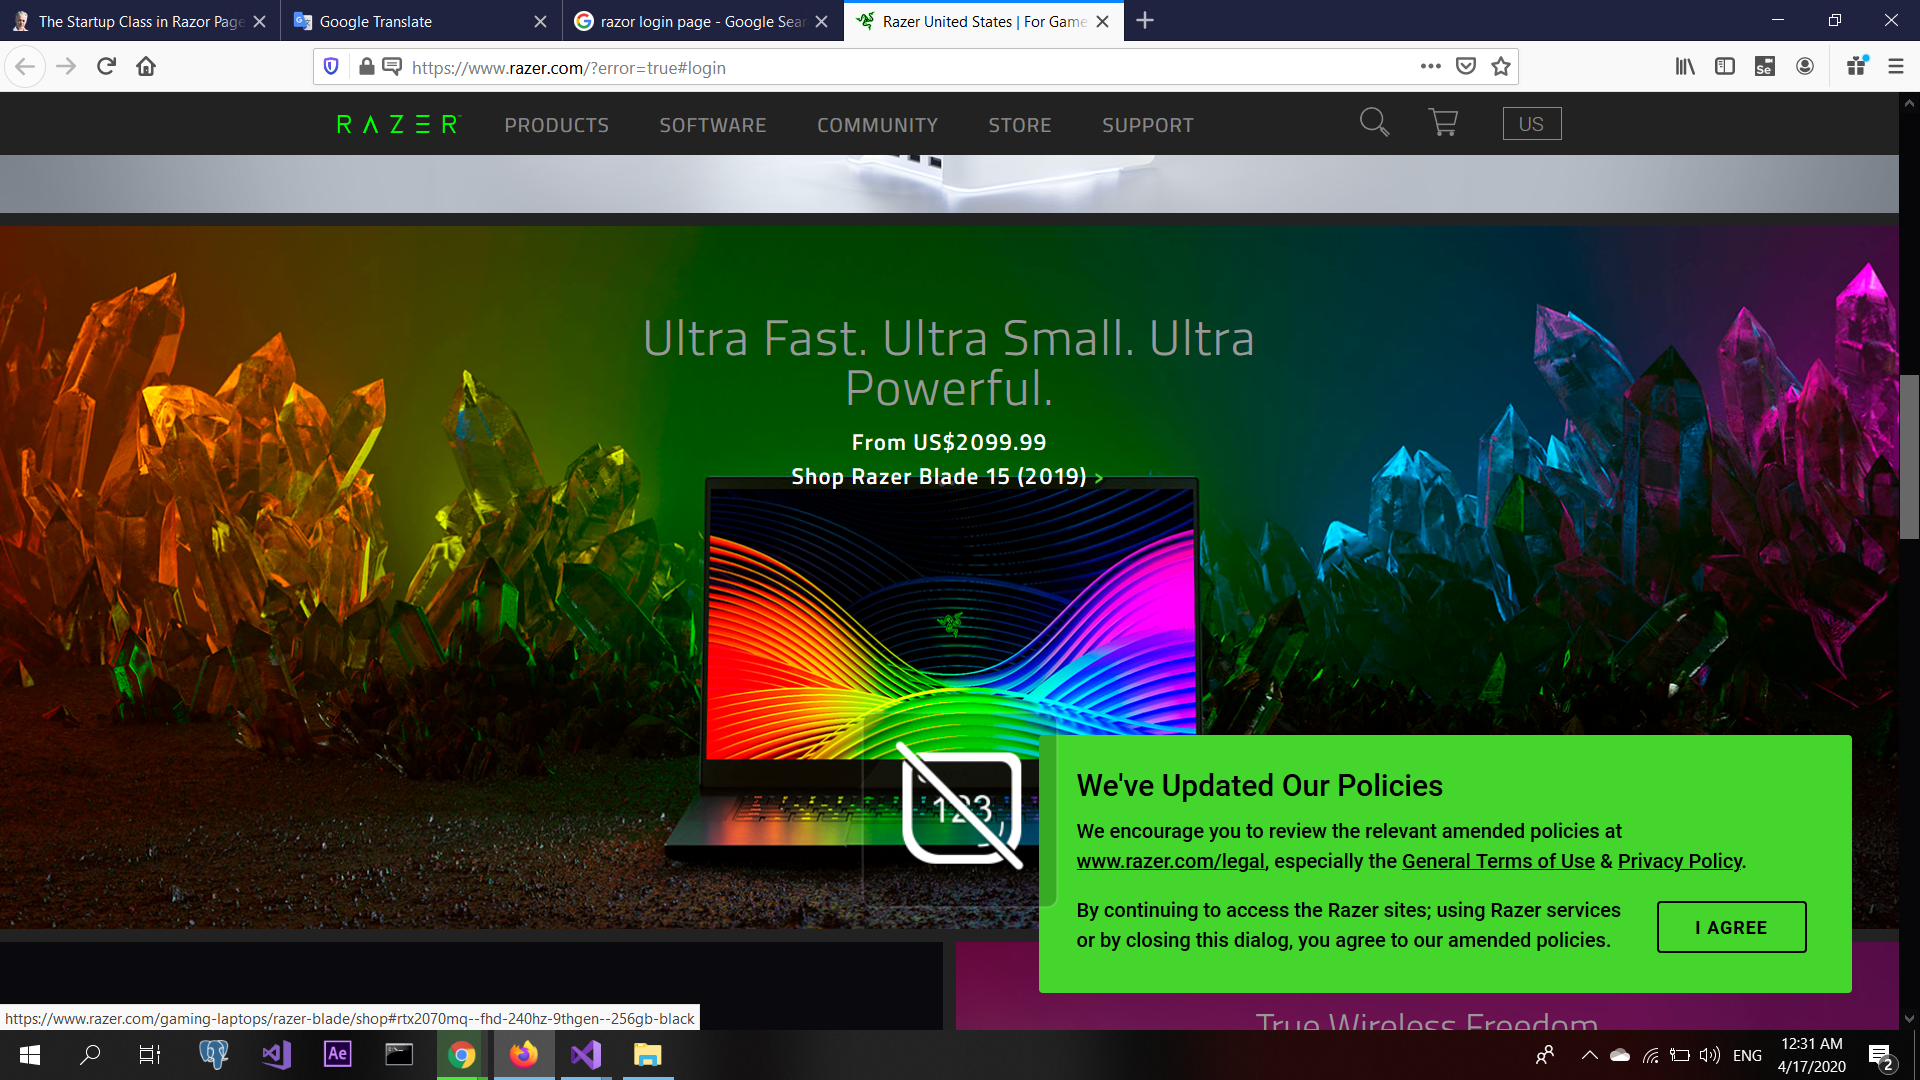 The Startup Class in Razor Page
Google Translate
razor login page - Google Sear
Razer United States | For Game
https://www.razer.com/?error=true#login
Se
RAZER
PRODUCTS
SOFTWARE
COMMUNITY
STORE
SUPPORT
US
Ultra Fast. Ultra Small. Ultra
Powerful.
From US$2099.99
Shop Razer Blade 15 (2019) >
123
We've Updated Our Policies
We encourage you to review the relevant amended policies at
www.razer.com/legal, especially the General Terms of Use & Privacy Policy.
By continuing to access the Razer sites; using Razer services
or by closing this dialog, you agree to our amended policies.
I AGREE
True Wireless Freedom
https://www.razer.com/gaming-laptops/razer-blade/shop#rtx2070mq--fhd-240hz-9thgen--256gb-black
Ae
ENG
12:31 AM
4/17/2020
2